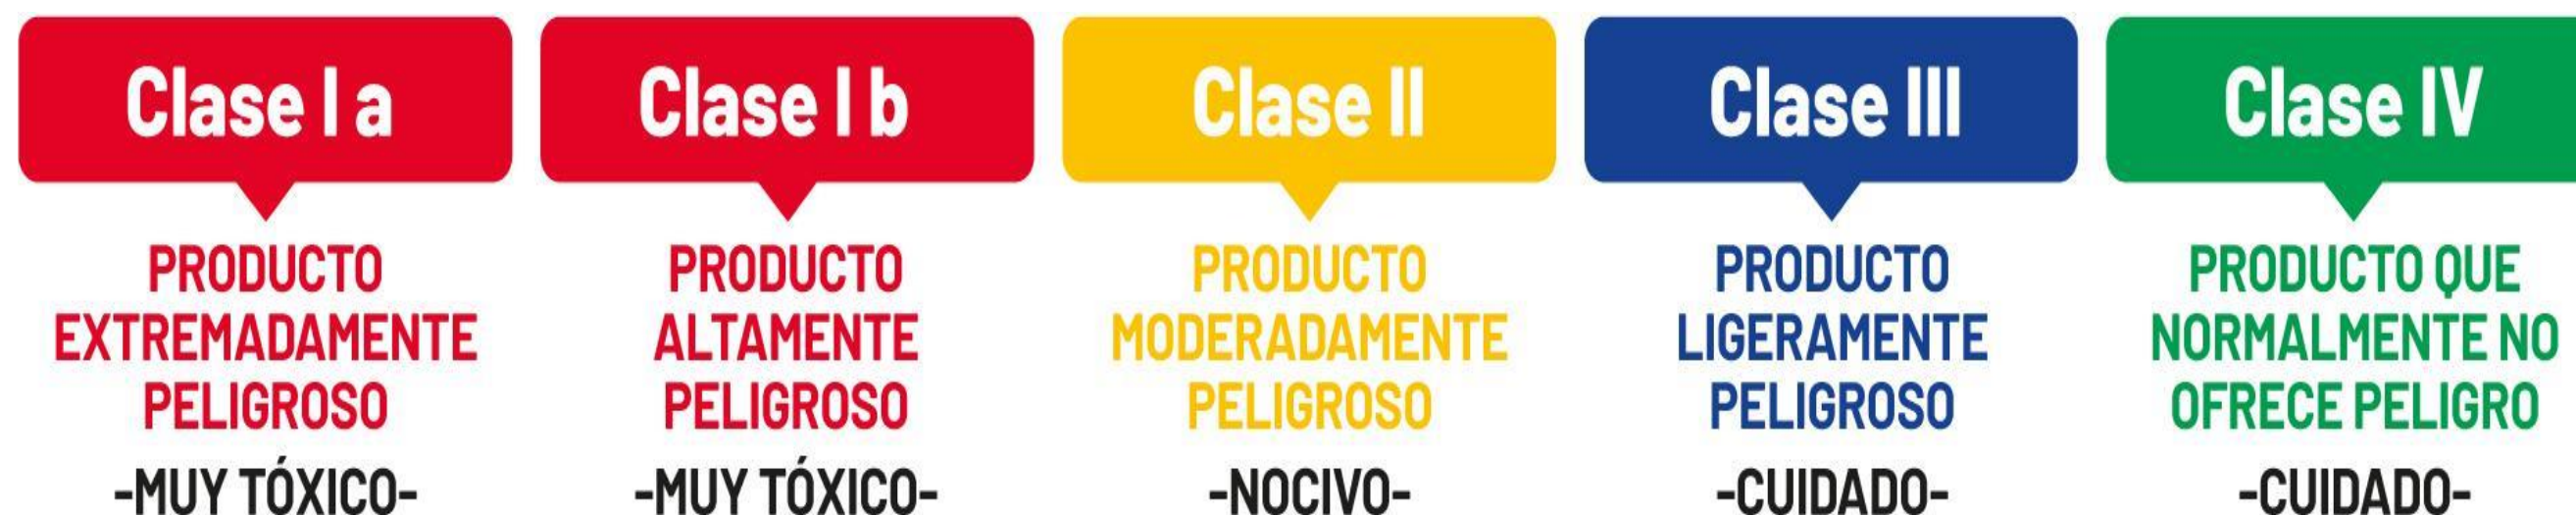 Clase I a
PRODUCTO
EXTREMADAMENTE
PELIGROSO
-MUY TÓXICO-
Clase I b
PRODUCTO
ALTAMENTE
PELIGROSO
-MUY TÓXICO-
Clase II
PRODUCTO
MODERADAMENTE
PELIGROSO
-NOCIVO-
Clase III
PRODUCTO
LIGERAMENTE
PELIGROSO
-CUIDADO-
Clase IV
PRODUCTO QUE
NORMALMENTE NO
OFRECE PELIGRO
-CUIDADO-